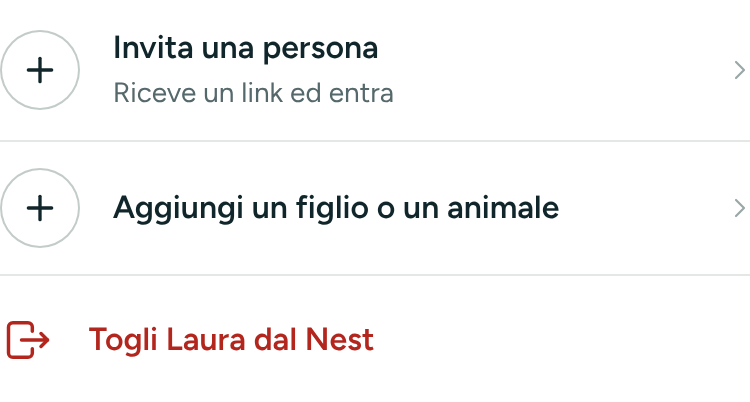 Invita una persona
Riceve un link ed entra
Aggiungi un figlio o un animale
Togli Laura dal Nest